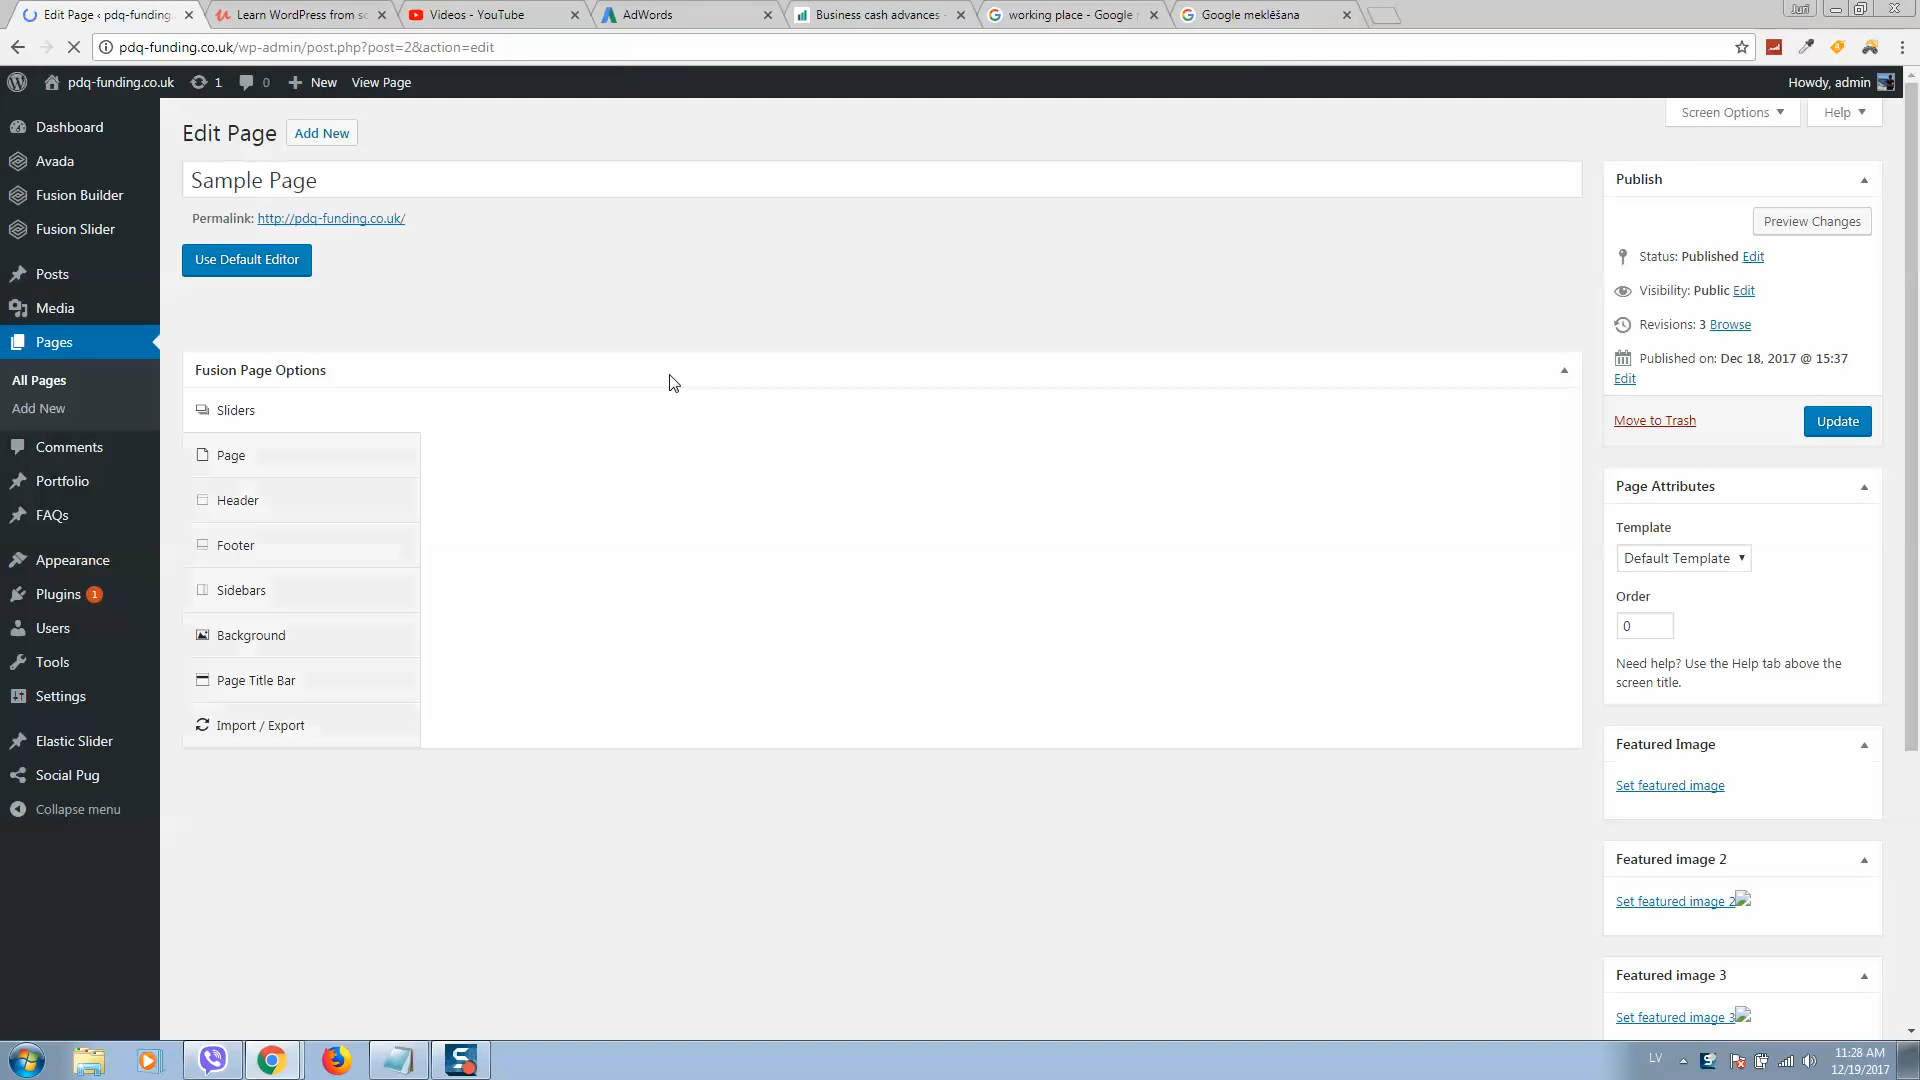 Edit Page ‹ pdq-funding.
Learn WordPress from sc
Videos - YouTube
AdWords
Business cash advances
working place - Google
Google meklēšana
Juri
pdq-funding.co.uk/wp-admin/post.php?post=2&action=edit
pdq-funding.co.uk
1
0
New
View Page
Howdy, admin
Screen Options
Help
Dashboard
Avada
Fusion Builder
Fusion Slider
Posts
Media
Pages
All Pages
Add New
Comments
Portfolio
FAQs
Appearance
Plugins 1
Users
Tools
Settings
Elastic Slider
Social Pug
Collapse menu
Edit Page
Add New
Sample Page
Permalink: http://pdq-funding.co.uk/
Use Default Editor
Fusion Page Options
Sliders
Page
Header
Footer
Sidebars
Background
Page Title Bar
Import / Export
Publish
Preview Changes
Status: Published Edit
Visibility: Public Edit
Revisions: 3 Browse
Published on: Dec 18, 2017 @ 15:37
Edit
Move to Trash
Update
Page Attributes
Template
Default Template
Order
0
Need help? Use the Help tab above the
screen title.
Featured Image
Set featured image
Featured image 2
Set featured image 2
Featured image 3
Set featured image 3
LV
11:28 AM
12/19/2017